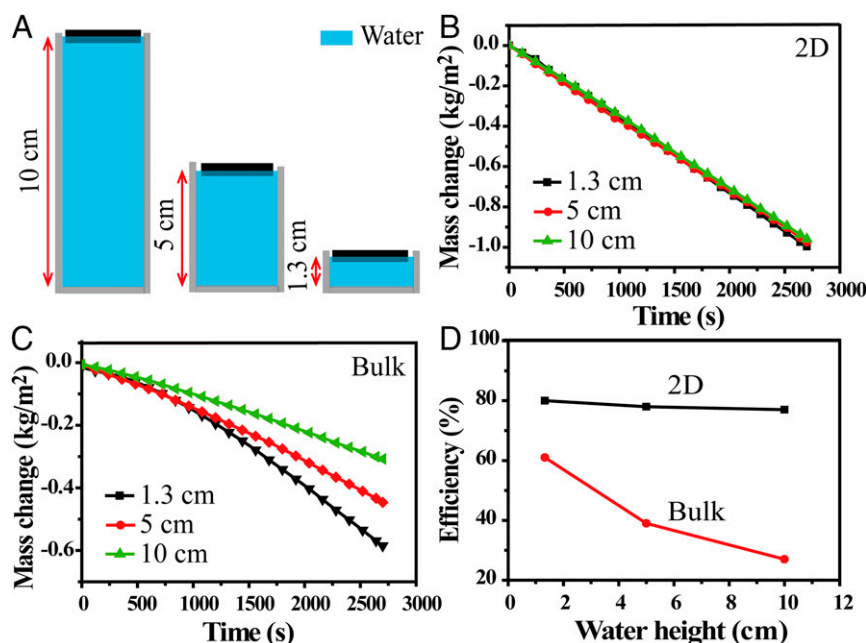 A
Water
10 cm
5 cm
1.3 cm
B
2D
Mass change (kg/m²)
0.0
-0.2
-0.4
-0.6
-0.8
-1.0
1.3 cm
5 cm
10 cm
0 500 1000 1500 2000 2500 3000
Time (s)
C
Bulk
Mass change (kg/m²)
0.0
-0.2
-0.4
-0.6
1.3 cm
5 cm
10 cm
0 500 1000 1500 2000 2500 3000
Time (s)
D
Efficiency (%)
100
80
60
40
20
2D
Bulk
0 2 4 6 8 10 12
Water height (cm)